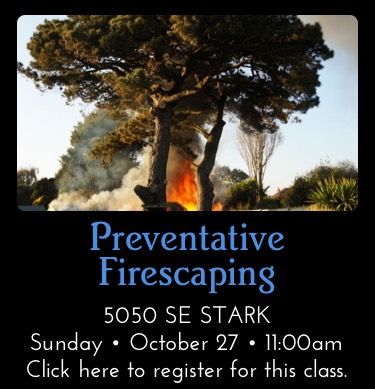 Preventative
Firescaping
5050 SE STARK
Sunday • October 27 • 11:00am
Click here to register for this class.